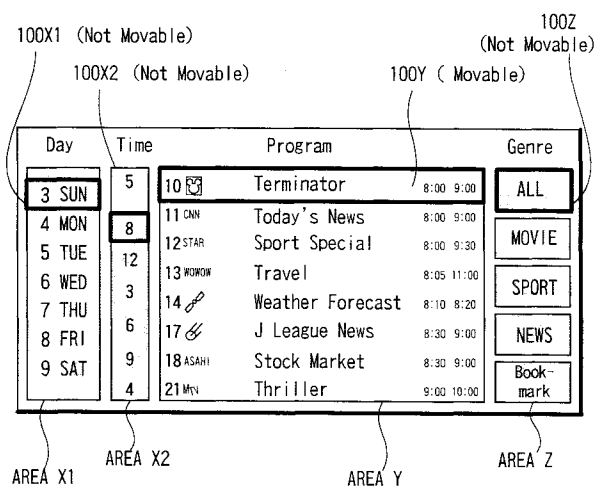 100X1 (Not Movable)
100Z
(Not Movable)
100X2 (Not Movable)
100Y ( Movable)
Day Time Program Genre
3 SUN
4 MON
5 TUE
6 WED
7 THU
8 FRI
9 SAT
5
8
12
3
6
9
4
10 Terminator 8:00 9:00
11 CNN Today's News 8:00 9:00
12 STAR Sport Special 8:00 9:30
13 WOWOW Travel 8:05 11:00
14 Weather Forecast 8:10 8:20
17 J League News 8:30 9:00
18 ASAHI Stock Market 8:30 9:00
21 MTV Thriller 9:00 10:00
ALL
MOVIE
SPORT
NEWS
Book-
mark
AREA X1
AREA X2
AREA Y
AREA Z